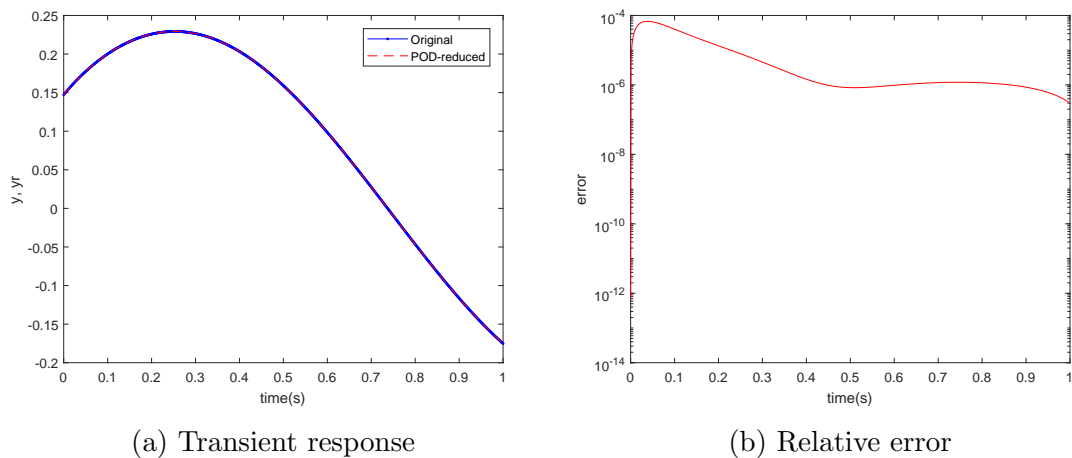 0.25
0.2
0.15
0.1
0.05
0
-0.05
-0.1
-0.15
-0.2
y, yr
0 0.1 0.2 0.3 0.4 0.5 0.6 0.7 0.8 0.9 1
time(s)
Original
POD-reduced
(a) Transient response
10^-4
10^-6
10^-8
10^-10
10^-12
10^-14
error
0 0.1 0.2 0.3 0.4 0.5 0.6 0.7 0.8 0.9 1
time(s)
(b) Relative error